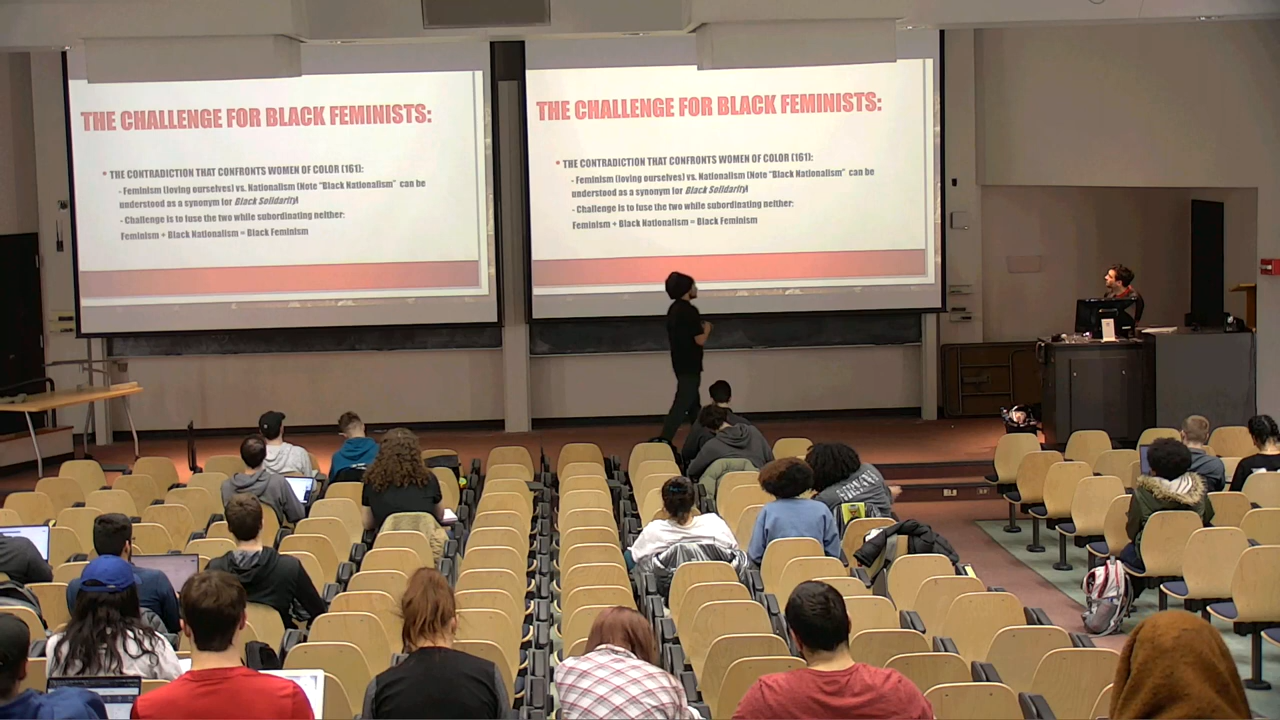 THE CHALLENGE FOR BLACK FEMINISTS:
• THE CONTRADICTION THAT CONFRONTS WOMEN OF COLOR (161):
- Feminism (loving ourselves) vs. Nationalism (Note "Black Nationalism" can be
understood as a synonym for Black Solidarity)
- Challenge is to fuse the two while subordinating neither:
Feminism + Black Nationalism = Black Feminism
THE CHALLENGE FOR BLACK FEMINISTS:
• THE CONTRADICTION THAT CONFRONTS WOMEN OF COLOR (161):
- Feminism (loving ourselves) vs. Nationalism (Note "Black Nationalism" can be
understood as a synonym for Black Solidarity)
- Challenge is to fuse the two while subordinating neither:
Feminism + Black Nationalism = Black Feminism